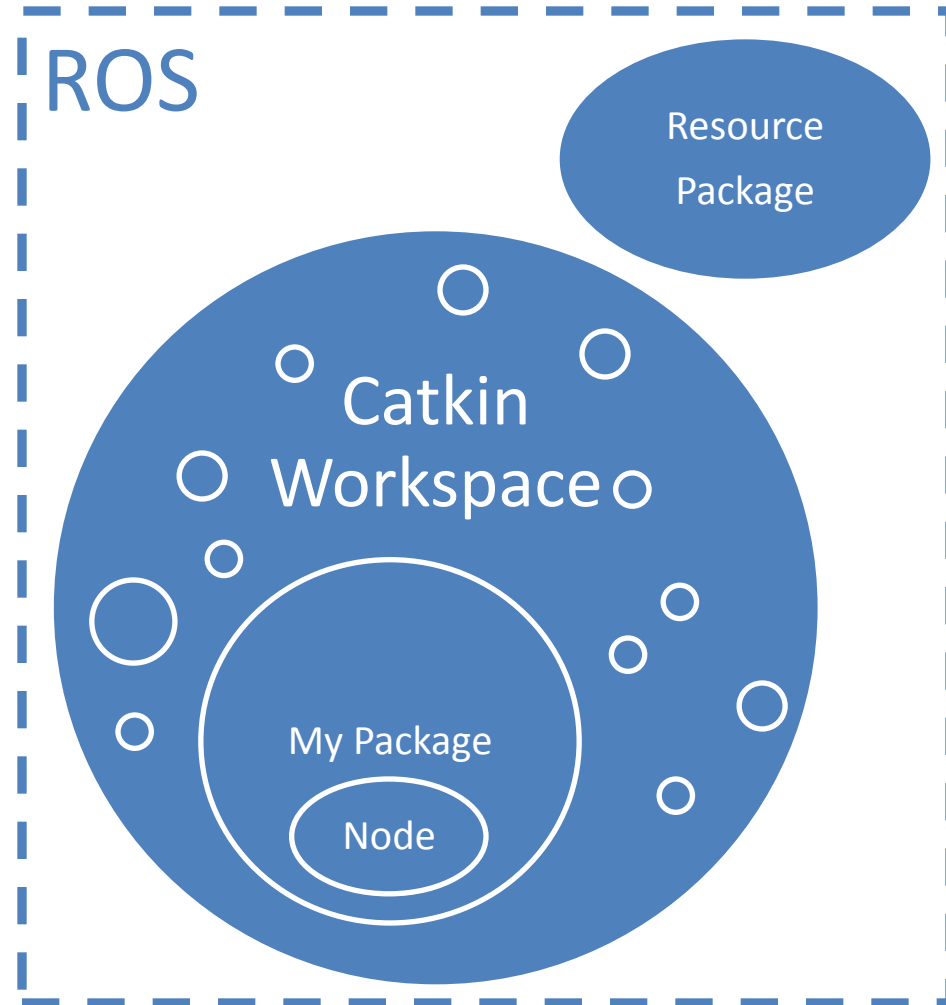 ROS
Resource
Package
Catkin
Workspace
My Package
Node